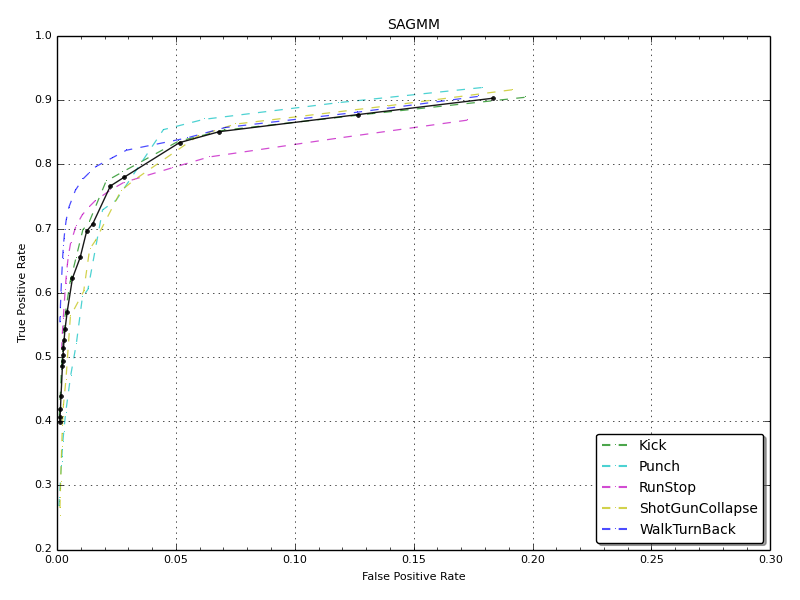 SAGMM
1.0
0.9
0.8
0.7
0.6
0.5
0.4
0.3
0.2
True Positive Rate
0.00
0.05
0.10
0.15
0.20
0.25
0.30
False Positive Rate
Kick
Punch
RunStop
ShotGunCollapse
WalkTurnBack